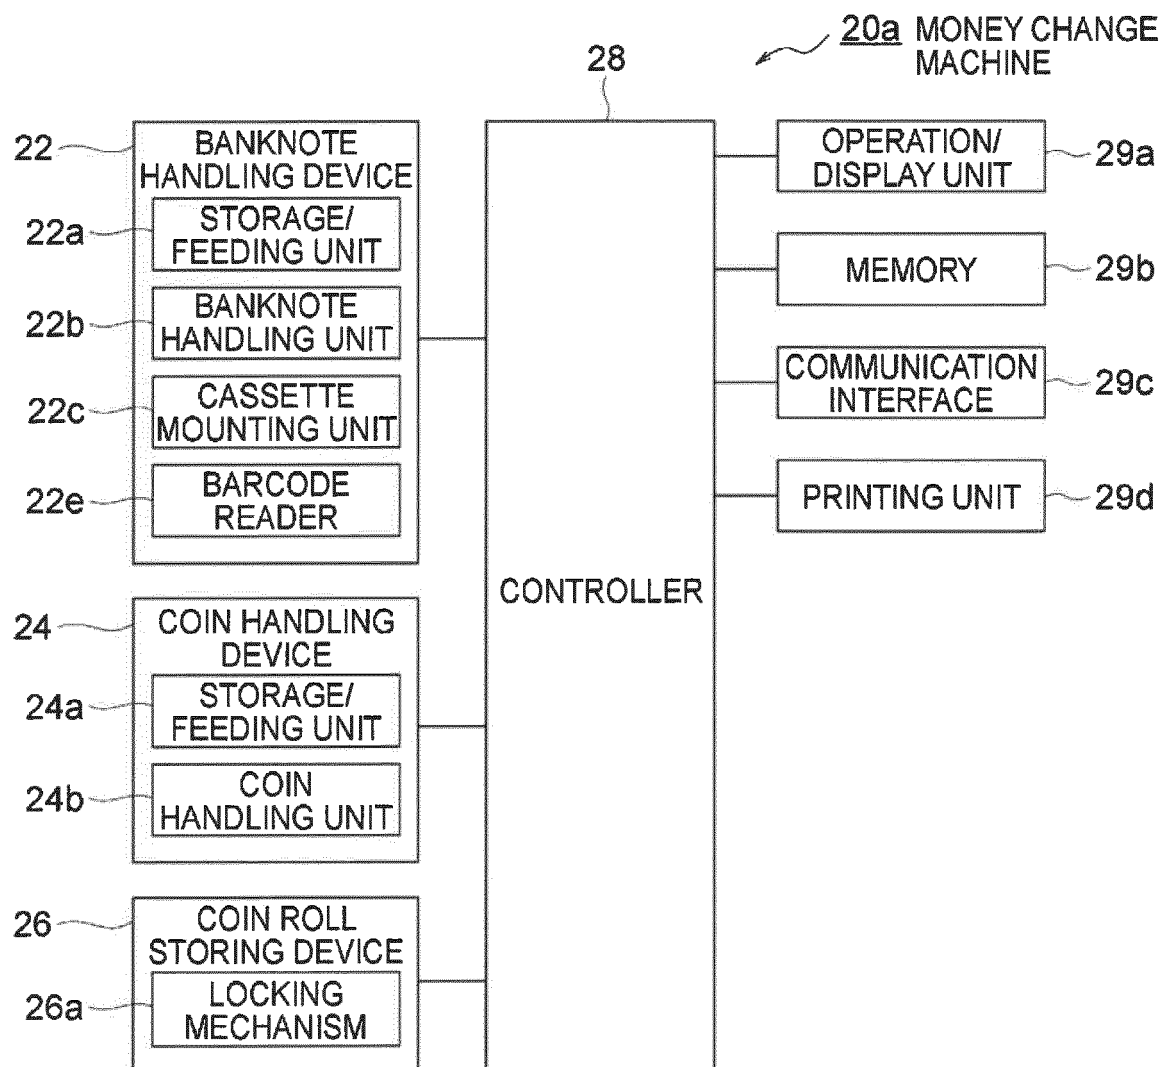 20a MONEY CHANGE
MACHINE
28
22
BANKNOTE
HANDLING DEVICE
22a
STORAGE/
FEEDING UNIT
22b
BANKNOTE
HANDLING UNIT
22c
CASSETTE
MOUNTING UNIT
22e
BARCODE
READER
24
COIN HANDLING
DEVICE
24a
STORAGE/
FEEDING UNIT
24b
COIN
HANDLING UNIT
26
COIN ROLL
STORING DEVICE
26a
LOCKING
MECHANISM
CONTROLLER
OPERATION/
DISPLAY UNIT
29a
MEMORY
29b
COMMUNICATION
INTERFACE
29c
PRINTING UNIT
29d